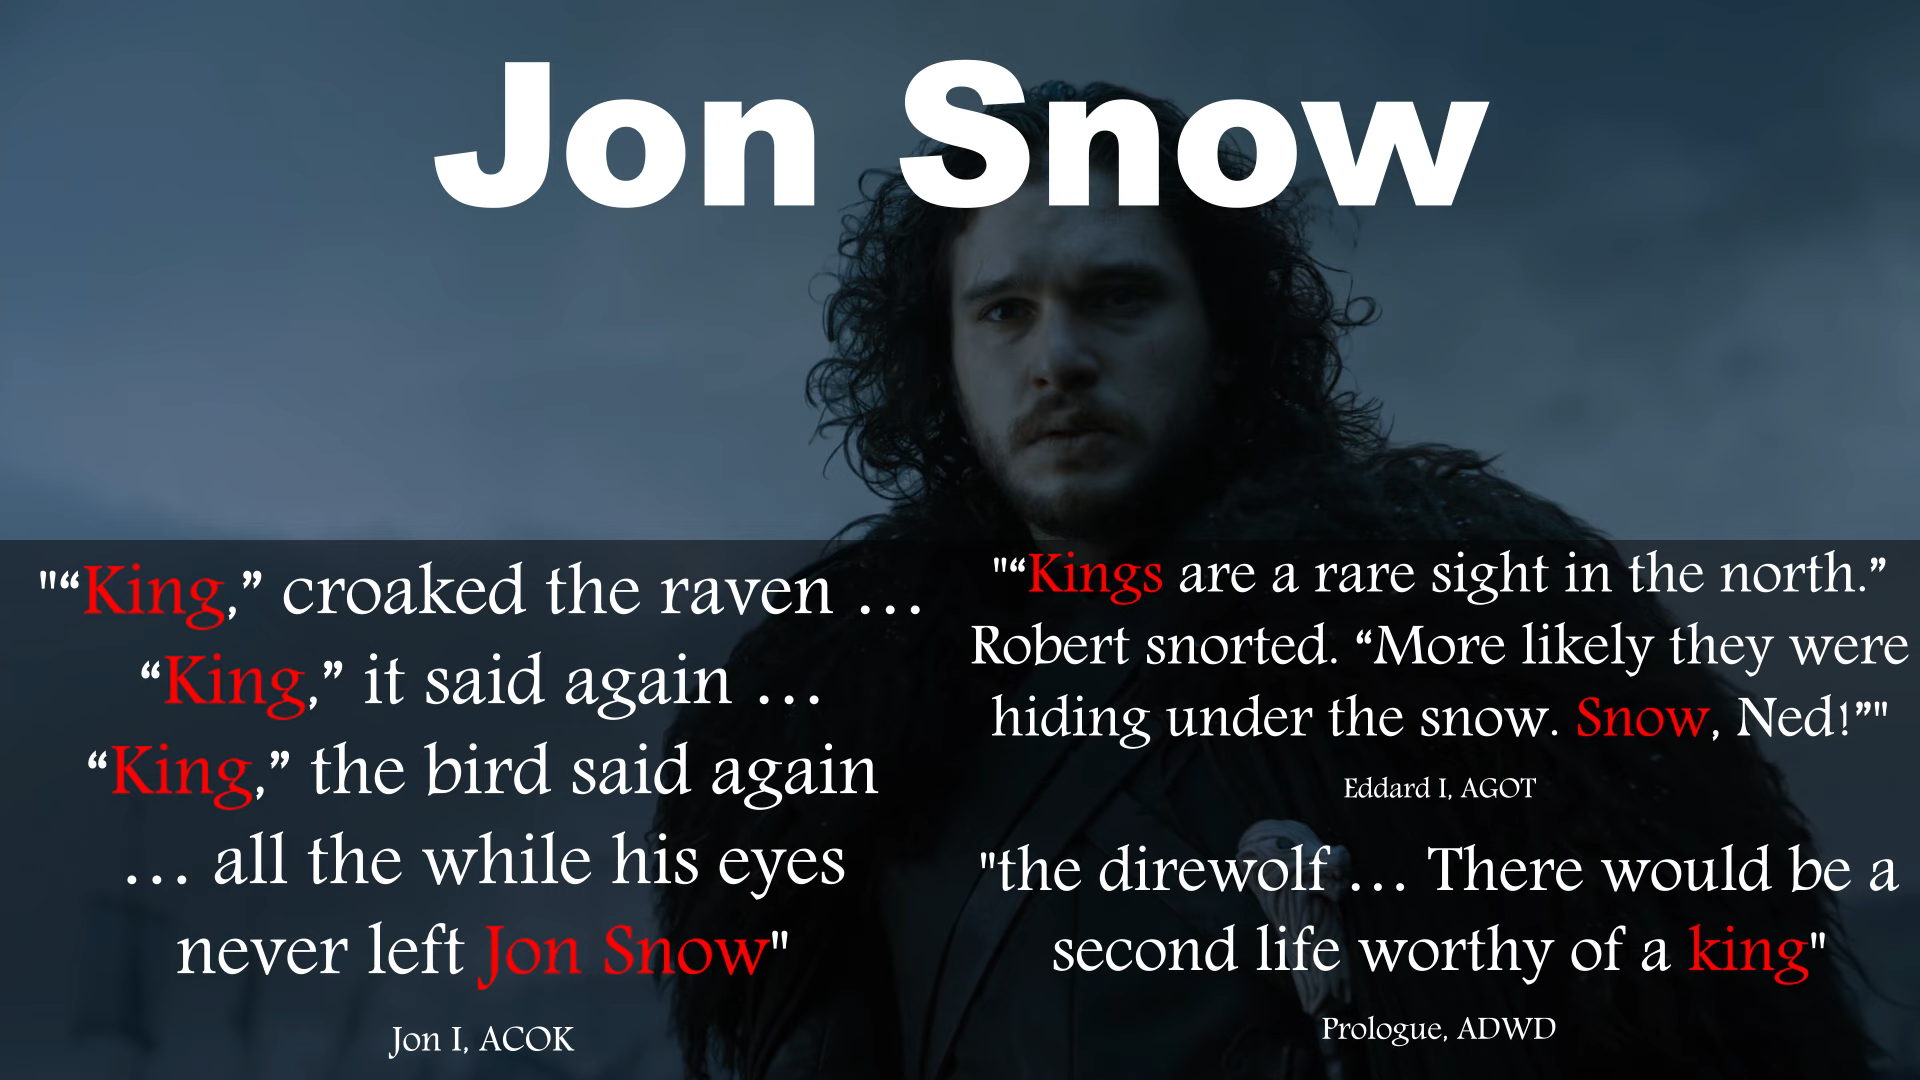 Jon Snow
"“King,” croaked the raven …
“King,” it said again …
“King,” the bird said again
… all the while his eyes
never left Jon Snow"
Jon I, ACOK
"“Kings are a rare sight in the north.”
Robert snorted. “More likely they were
hiding under the snow. Snow, Ned!”"
Eddard I, AGOT
"the direwolf … There would be a
second life worthy of a king"
Prologue, ADWD